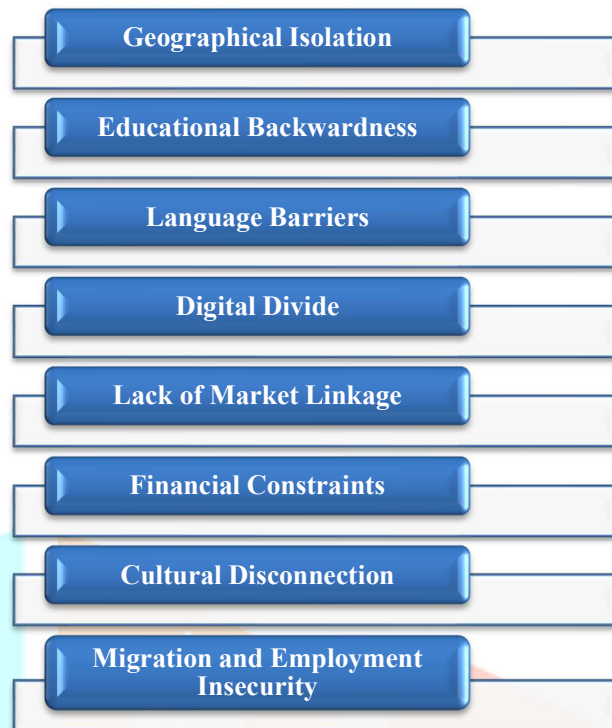 Geographical Isolation
Educational Backwardness
Language Barriers
Digital Divide
Lack of Market Linkage
Financial Constraints
Cultural Disconnection
Migration and Employment
Insecurity